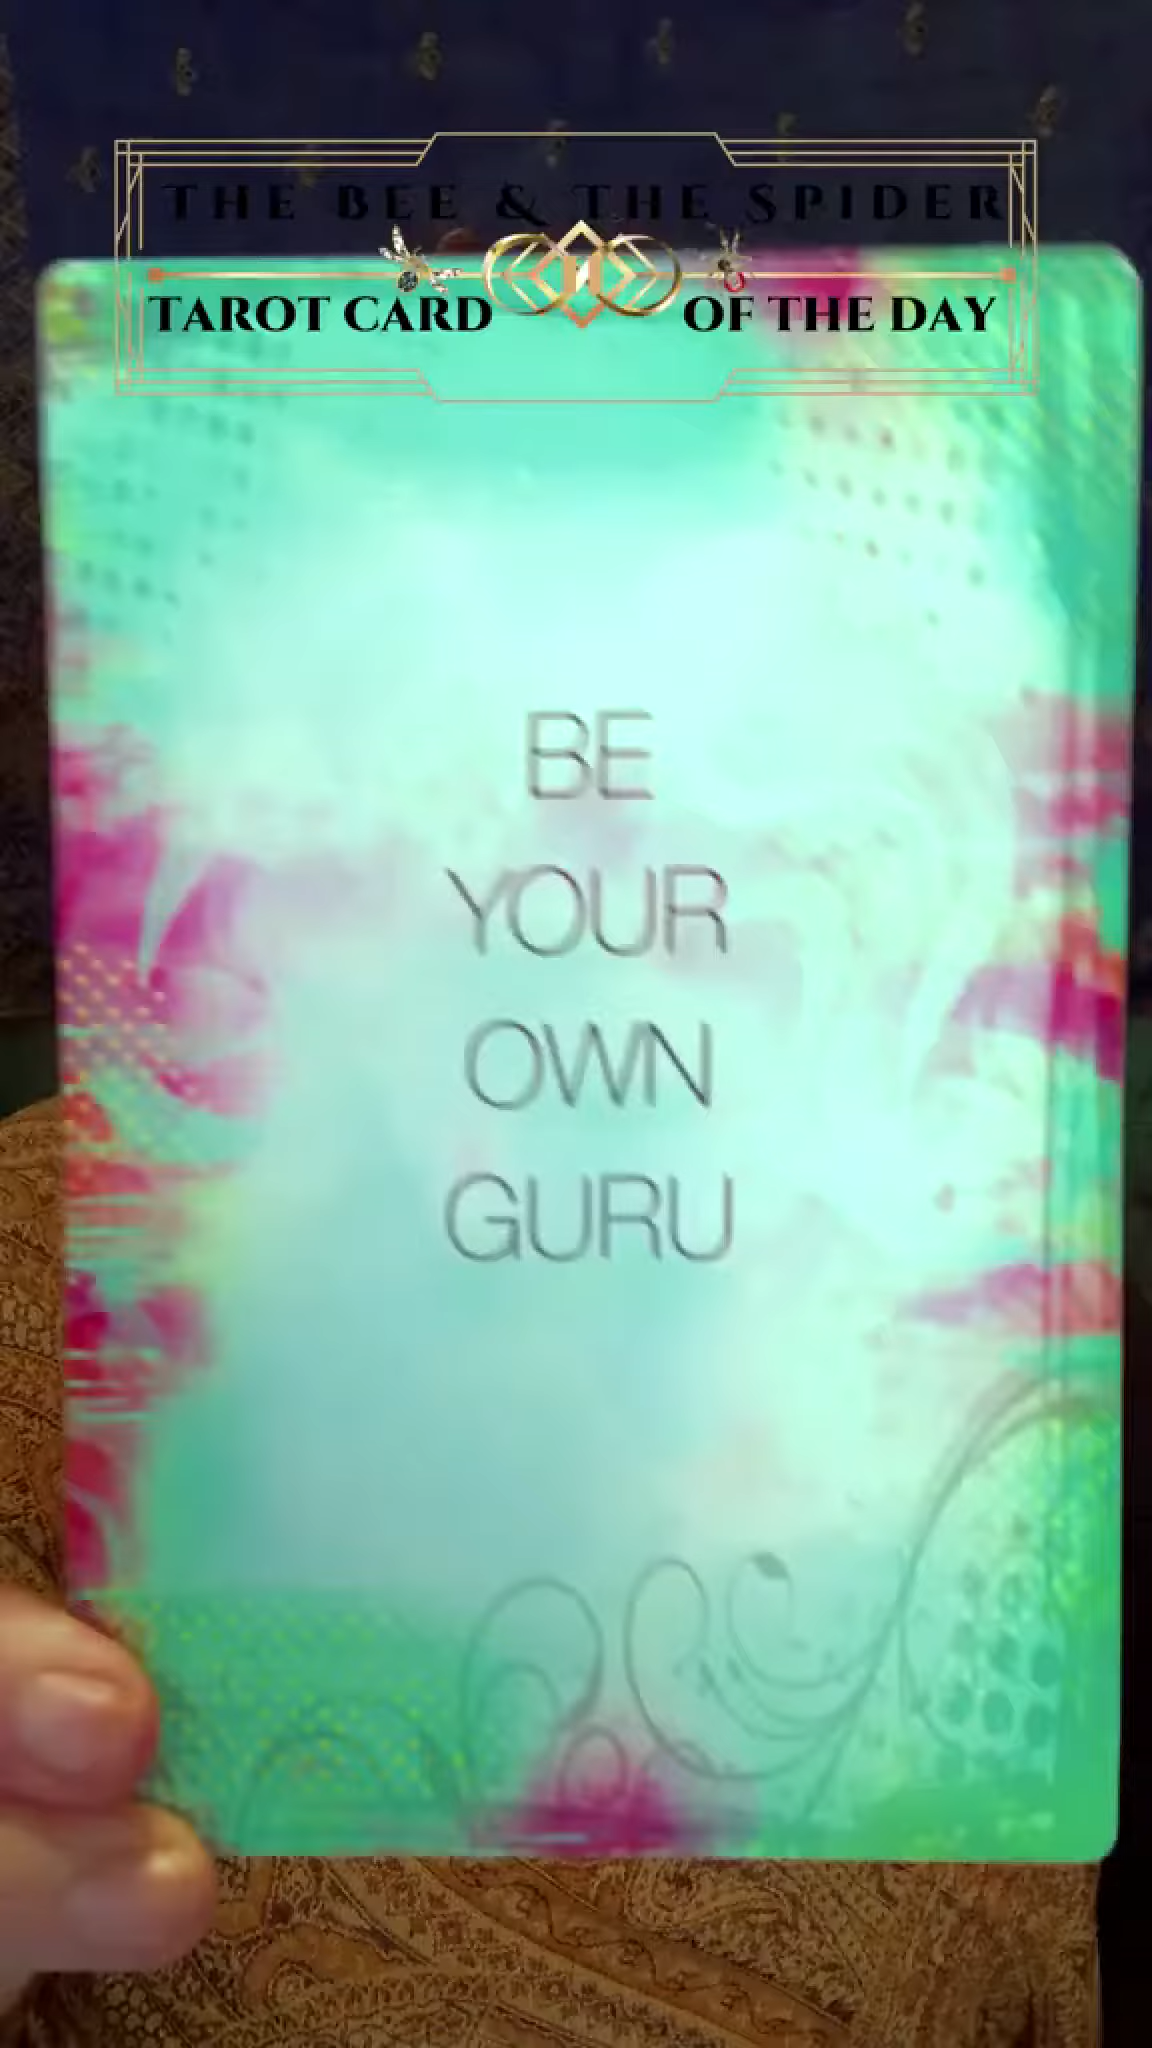 THE BEE & THE SPIDER
TAROT CARD OF THE DAY
BE
YOUR
OWN
GURU